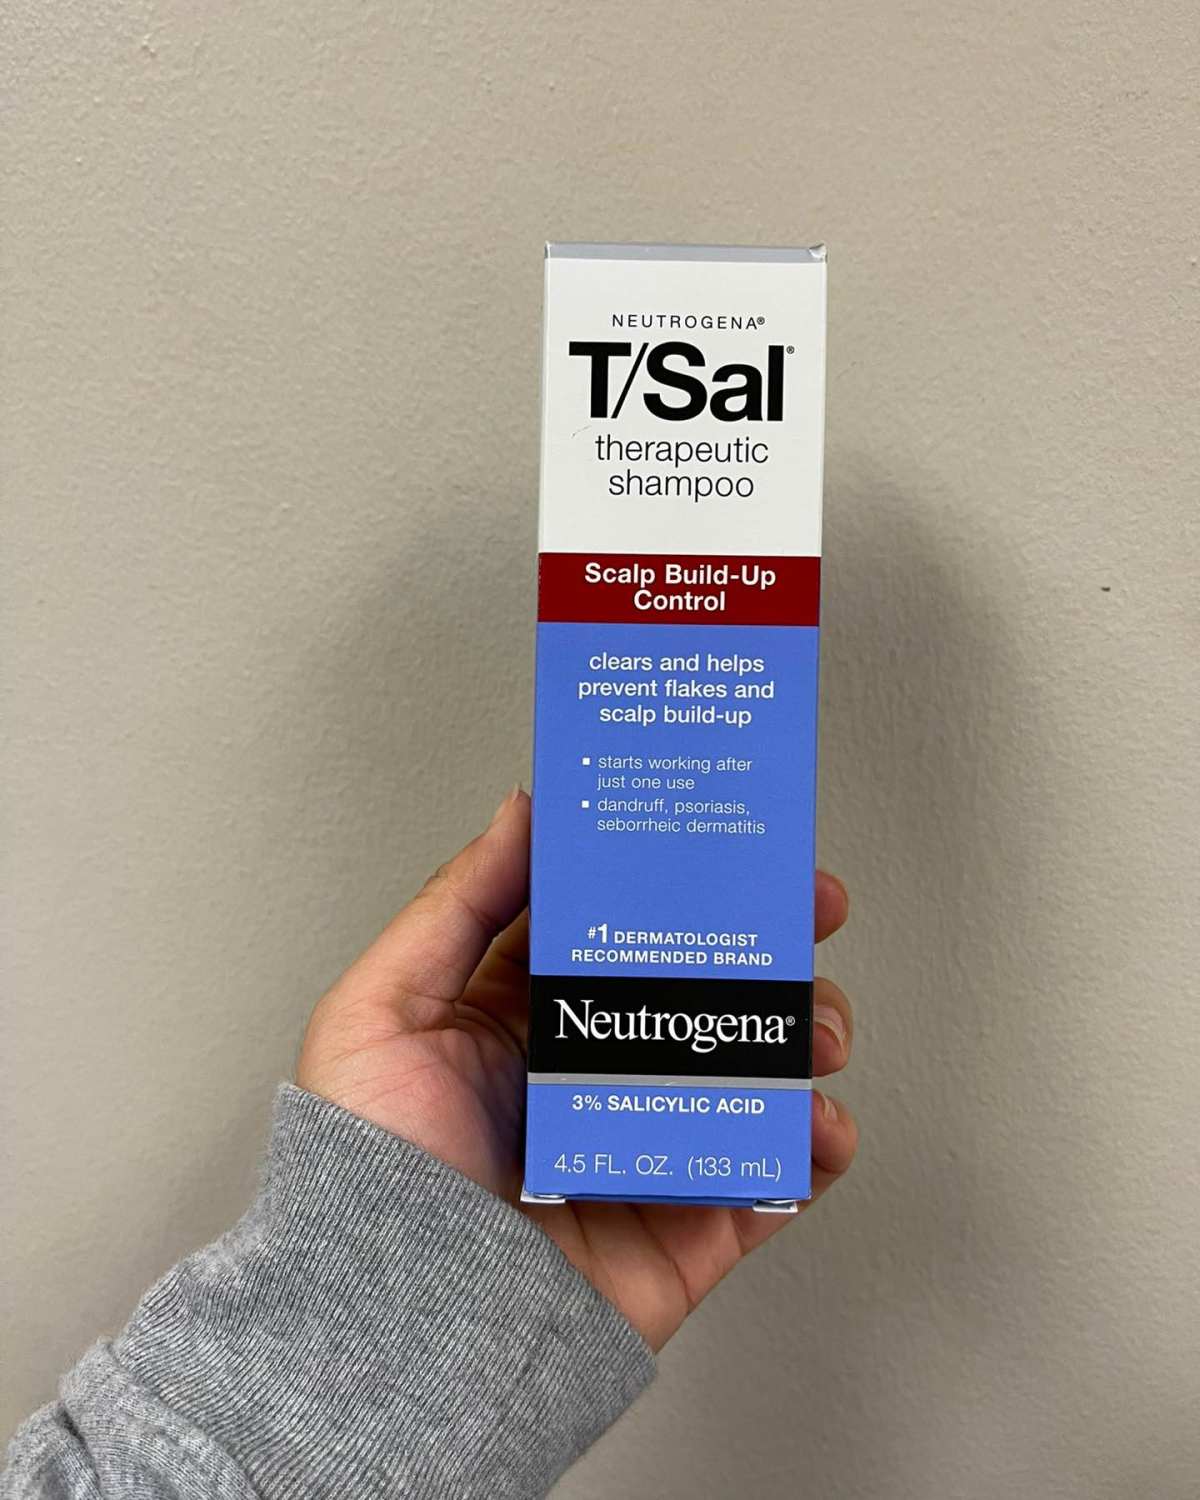 NEUTROGENA®
T/Sal®
therapeutic
shampoo
Scalp Build-Up
Control
clears and helps
prevent flakes and
scalp build-up
▪ starts working after
just one use
▪ dandruff, psoriasis,
seborrheic dermatitis
#1 DERMATOLOGIST
RECOMMENDED BRAND
Neutrogena®
3% SALICYLIC ACID
4.5 FL. OZ. (133 mL)